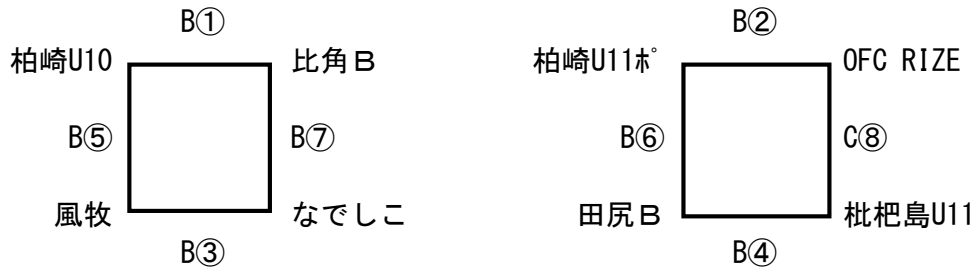 B① B②
柏崎U10 比角Ｂ 柏崎U11ﾎﾟ OFC RIZE
B⑤ B⑦ B⑥ C⑧
風牧 なでしこ 田尻Ｂ 枇杷島U11
B③ B④